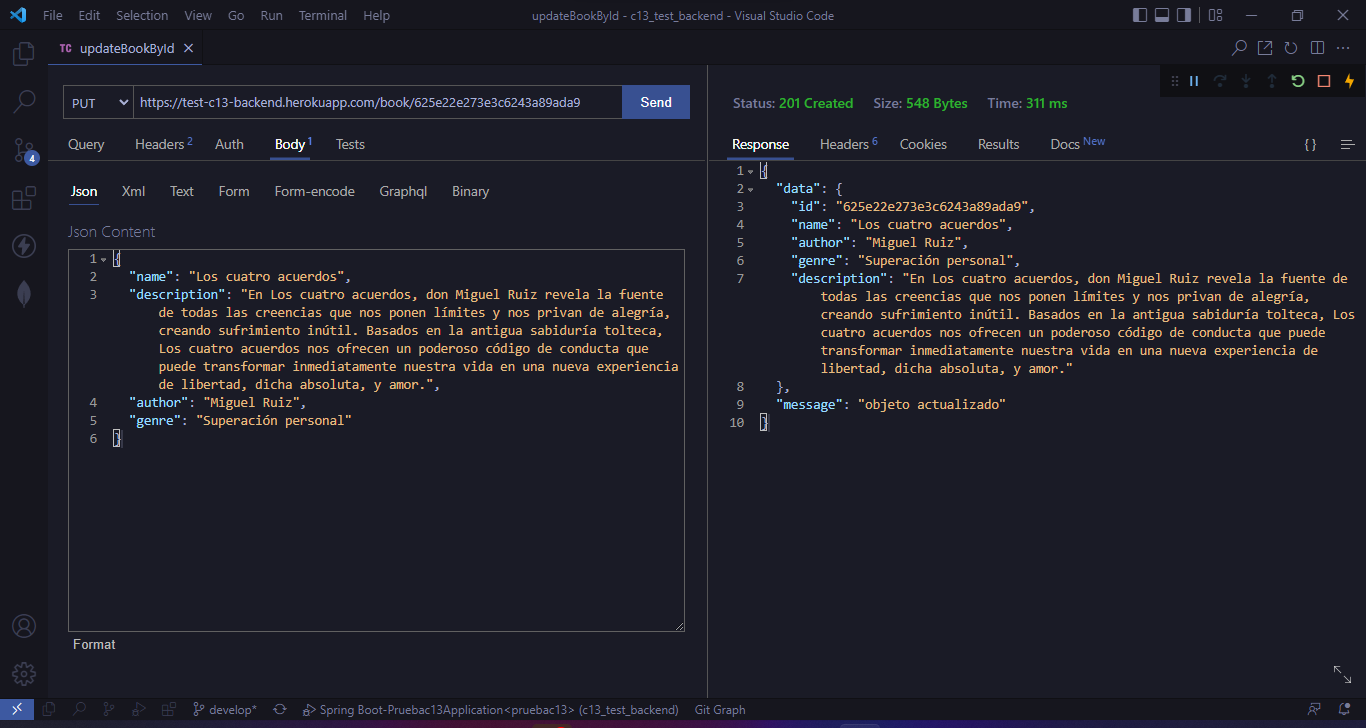 File Edit Selection View Go Run Terminal Help updateBookById - c13_test_backend - Visual Studio Code
TC updateBookById
PUT https://test-c13-backend.herokuapp.com/book/625e22e273e3c6243a89ada9 Send
Query Headers 2 Auth Body 1 Tests
Json Xml Text Form Form-encode Graphql Binary
Json Content
1 {
2 "name": "Los cuatro acuerdos",
3 "description": "En Los cuatro acuerdos, don Miguel Ruiz revela la fuente
de todas las creencias que nos ponen límites y nos privan de alegría,
creando sufrimiento inútil. Basados en la antigua sabiduría tolteca,
Los cuatro acuerdos nos ofrecen un poderoso código de conducta que
puede transformar inmediatamente nuestra vida en una nueva experiencia
de libertad, dicha absoluta, y amor.",
4 "author": "Miguel Ruiz",
5 "genre": "Superación personal"
6 }
Format
Status: 201 Created Size: 548 Bytes Time: 311 ms
Response Headers 6 Cookies Results Docs New
{ }
1 {
2 "data": {
3 "id": "625e22e273e3c6243a89ada9",
4 "name": "Los cuatro acuerdos",
5 "author": "Miguel Ruiz",
6 "genre": "Superación personal",
7 "description": "En Los cuatro acuerdos, don Miguel Ruiz revela la fuente de
todas las creencias que nos ponen límites y nos privan de alegría,
creando sufrimiento inútil. Basados en la antigua sabiduría tolteca, Los
cuatro acuerdos nos ofrecen un poderoso código de conducta que puede
transformar inmediatamente nuestra vida en una nueva experiencia de
libertad, dicha absoluta, y amor."
8 },
9 "message": "objeto actualizado"
10 }
4
develop* Spring Boot-Pruebac13Application<pruebac13> (c13_test_backend) Git Graph